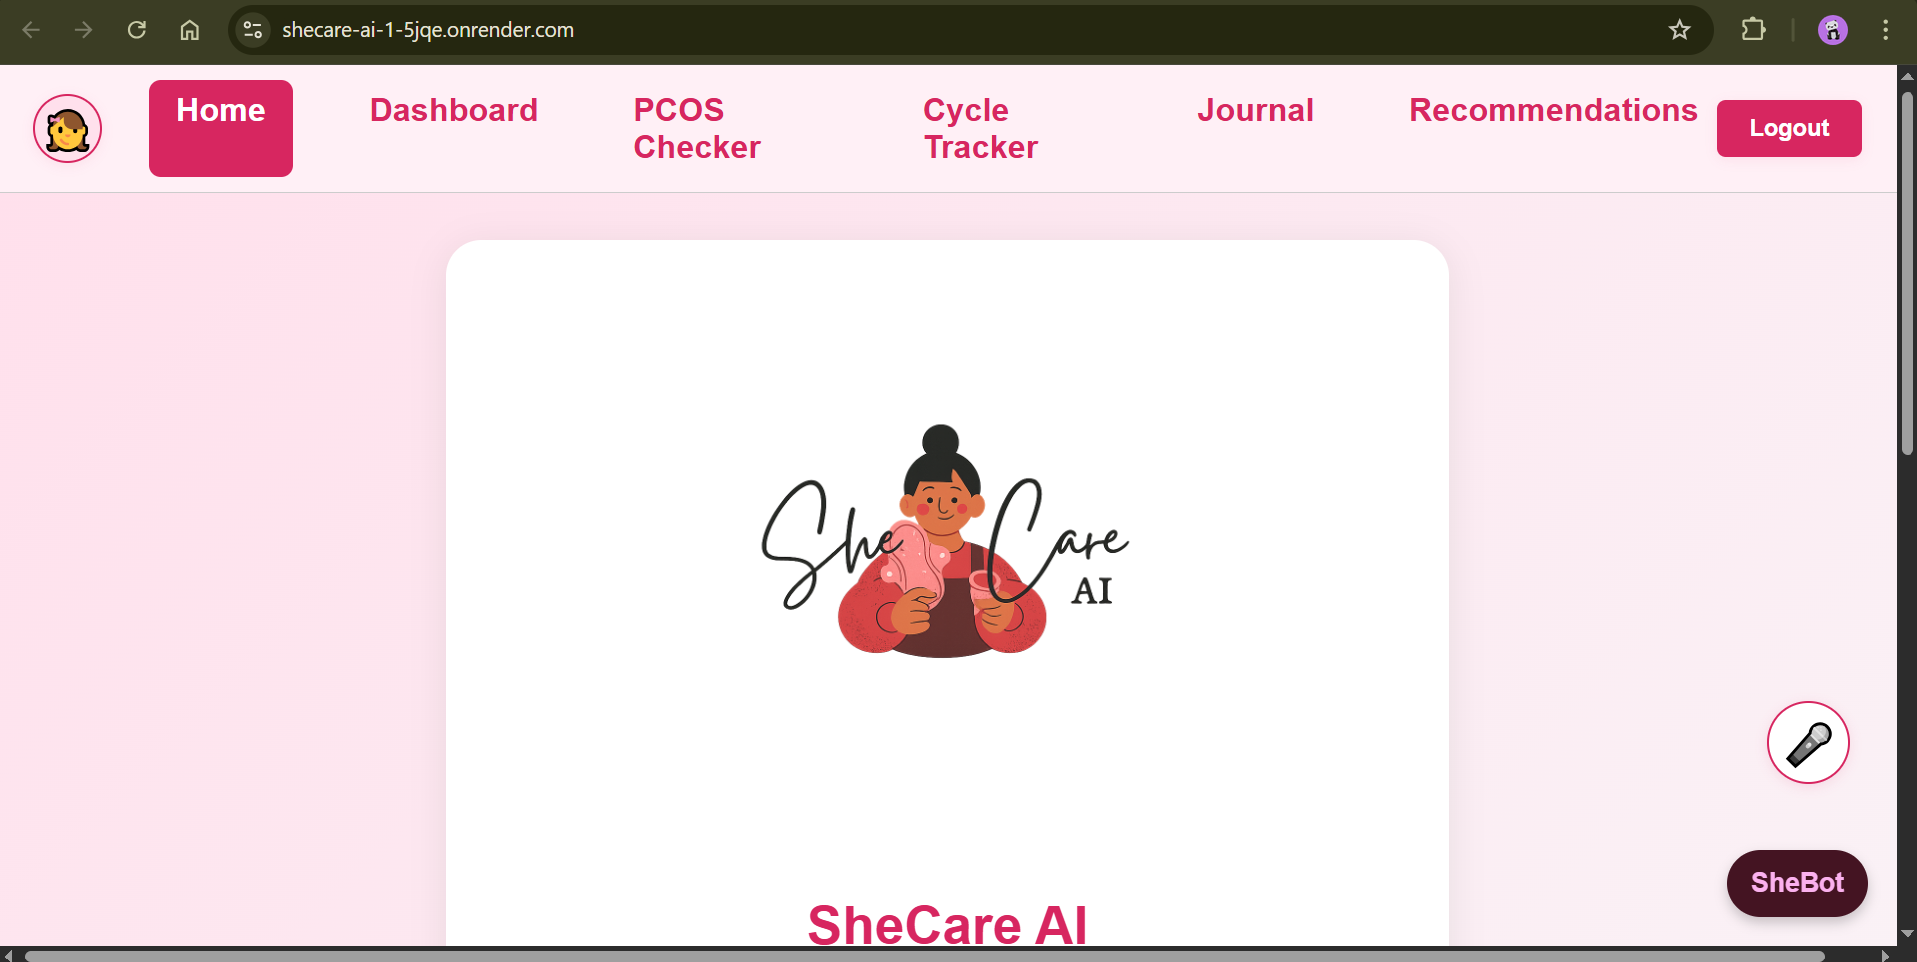 shecare-ai-1-5jqe.onrender.com
Home
Dashboard
PCOS
Checker
Cycle
Tracker
Journal
Recommendations
Logout
She Care
AI
SheBot
SheCare AI